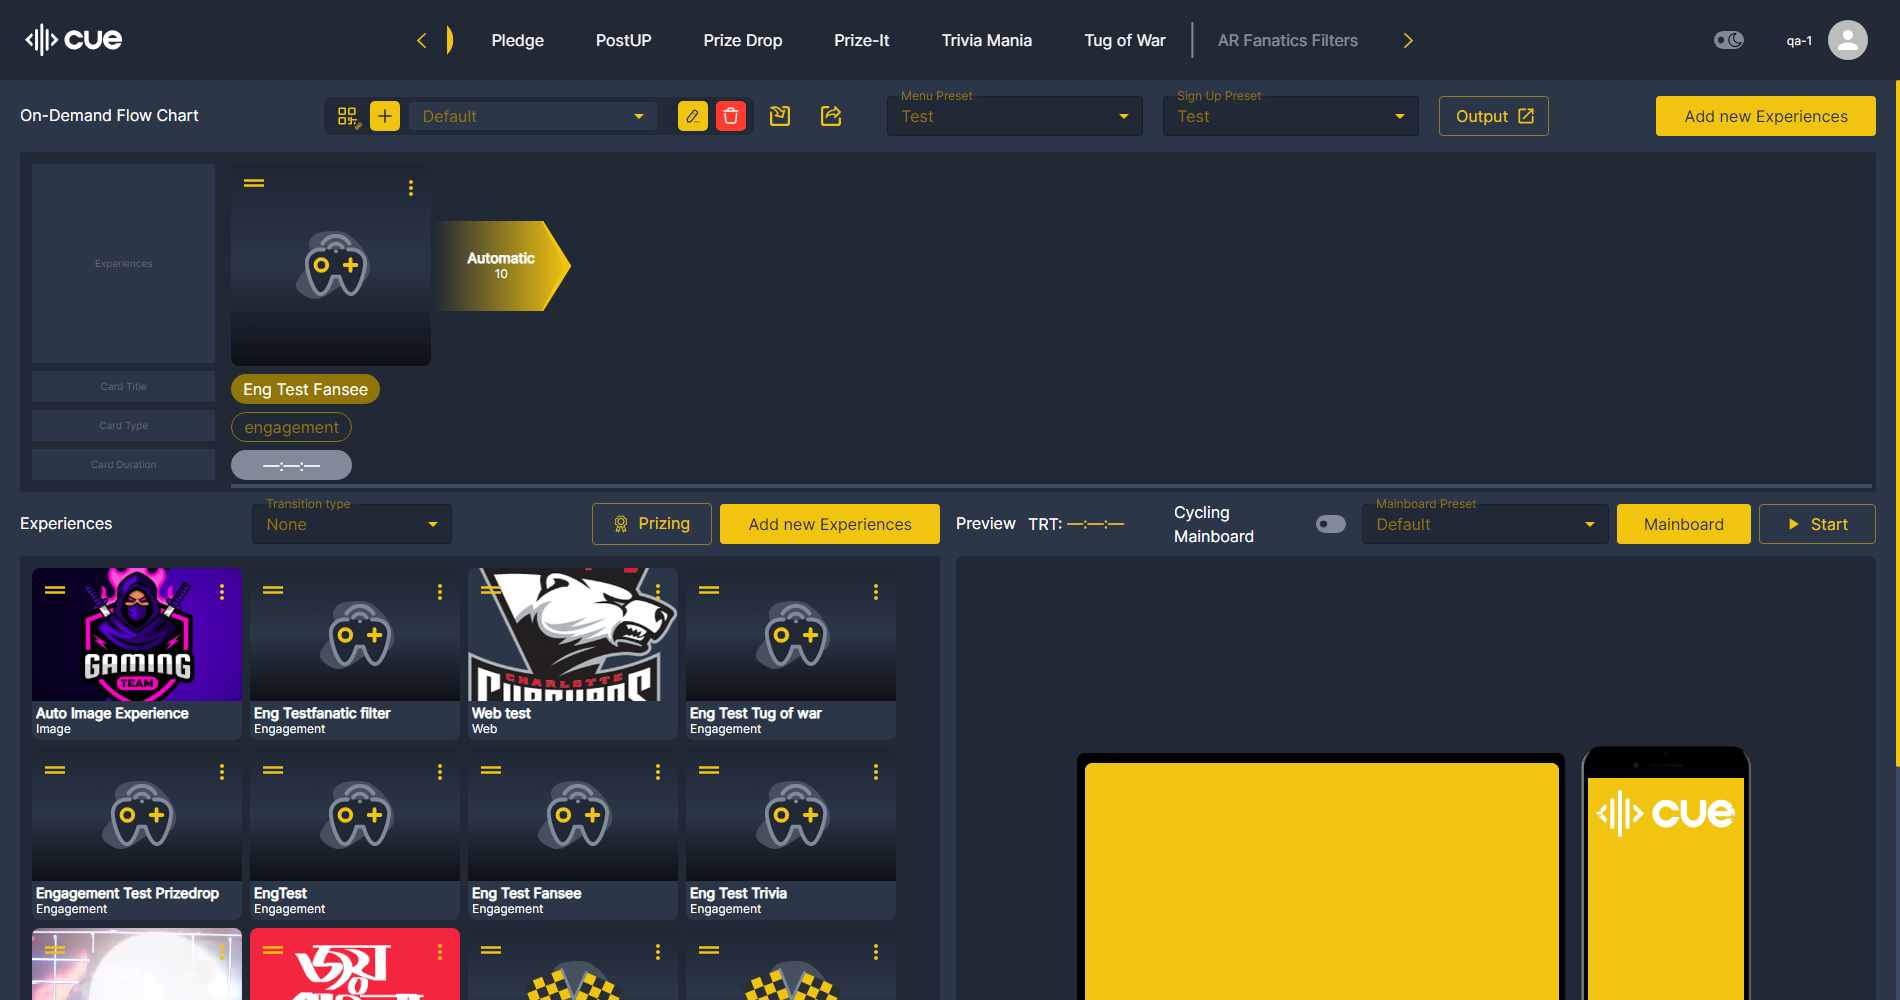 cue
Pledge
PostUP
Prize Drop
Prize-It
Trivia Mania
Tug of War
AR Fanatics Filters
qa-1
On-Demand Flow Chart
Default
Menu Preset
Test
Sign Up Preset
Test
Output
Add new Experiences
Experiences
Automatic
10
Card Title
Eng Test Fansee
Card Type
engagement
Card Duration
—:—:—
Experiences
Transition type
None
Prizing
Add new Experiences
Preview
TRT: —:—:—
Cycling
Mainboard
Mainboard Preset
Default
Mainboard
Start
GAMING
TEAM
Auto Image Experience
Image
Eng Testfanatic filter
Engagement
CHARLOTTE
Web test
Web
Eng Test Tug of war
Engagement
Engagement Test Prizedrop
Engagement
EngTest
Engagement
Eng Test Fansee
Engagement
Eng Test Trivia
Engagement
cue
জয়